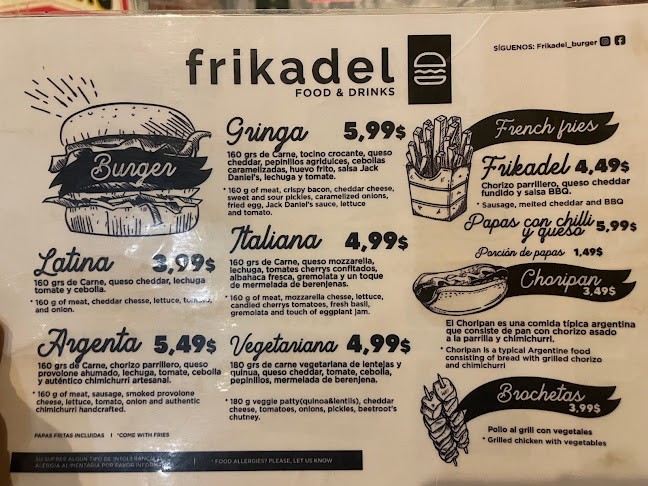 frikadel
FOOD & DRINKS
SÍGUENOS: Frikadel_burger
Burger
Latina 3,99$
160 grs de Carne, queso cheddar, lechuga
tomate y cebolla.
* 160 g of meat, cheddar chesse, lettuce, tomato,
and onion.
Argenta 5,49$
160 grs de Carne, chorizo parrillero, queso
provolone ahumado, lechuga, tomate, cebolla
y auténtico chimichurri artesanal.
* 160 g of meat, sausage, smoked provolone
cheese, lettuce, tomato, onion and authentic
chimichurri handcrafted.
PAPAS FRITAS INCLUIDAS | *COME WITH FRIES
Gringa 5,99$
160 grs de Carne, tocino crocante, queso
cheddar, pepinillos agridulces, cebollas
caramelizadas, huevo frito, salsa Jack
Daniel's, lechuga y tomate.
* 160 g of meat, crispy bacon, cheddar cheese,
sweet and sour pickles, caramelized onions,
fried egg, Jack Daniel's sauce, lettuce
and tomato.
Italiana 4,99$
160 grs de Carne, queso mozzarella,
lechuga, tomates cherrys confitados,
albahaca fresca, gremolata y un toque
de mermelada de berenjenas.
* 160 g of meat, mozzarella chesse, lettuce,
candied cherry tomatoes, fresh basil,
gremolata and touch of eggplant jam.
Vegetariana 4,99$
180 grs de carne vegetariana de lentejas y
quinua, queso cheddar, tomate, cebolla,
pepinillos, mermelada de berenjena.
* 180 g veggie patty(quinoa&lentils), cheddar
cheese, tomatoes, onions, pickles, beetroot's
chutney.
French fries
Frikadel 4,49$
Chorizo parrillero, queso cheddar
fundido y salsa BBQ.
* Sausage, melted cheddar and BBQ
Papas con chilli
y queso 5,99$
Porción de papas 1,49$
Choripan
3,49$
El Choripan es una comida típica argentina
que consiste de pan con chorizo asado
a la parrilla y chimichurri.
* Choripan is a typical Argentine food
consisting of bread with grilled chorizo
and chimichurri
Brochetas
3,99$
Pollo al grill con vegetales
* Grilled chicken with vegetables
SU SUFRES ALGUN TIPO DE INTOLERANCIA
ALERGIA ALIMENTARIA POR FAVOR | * FOOD ALLERGIES? PLEASE, LET US KNOW